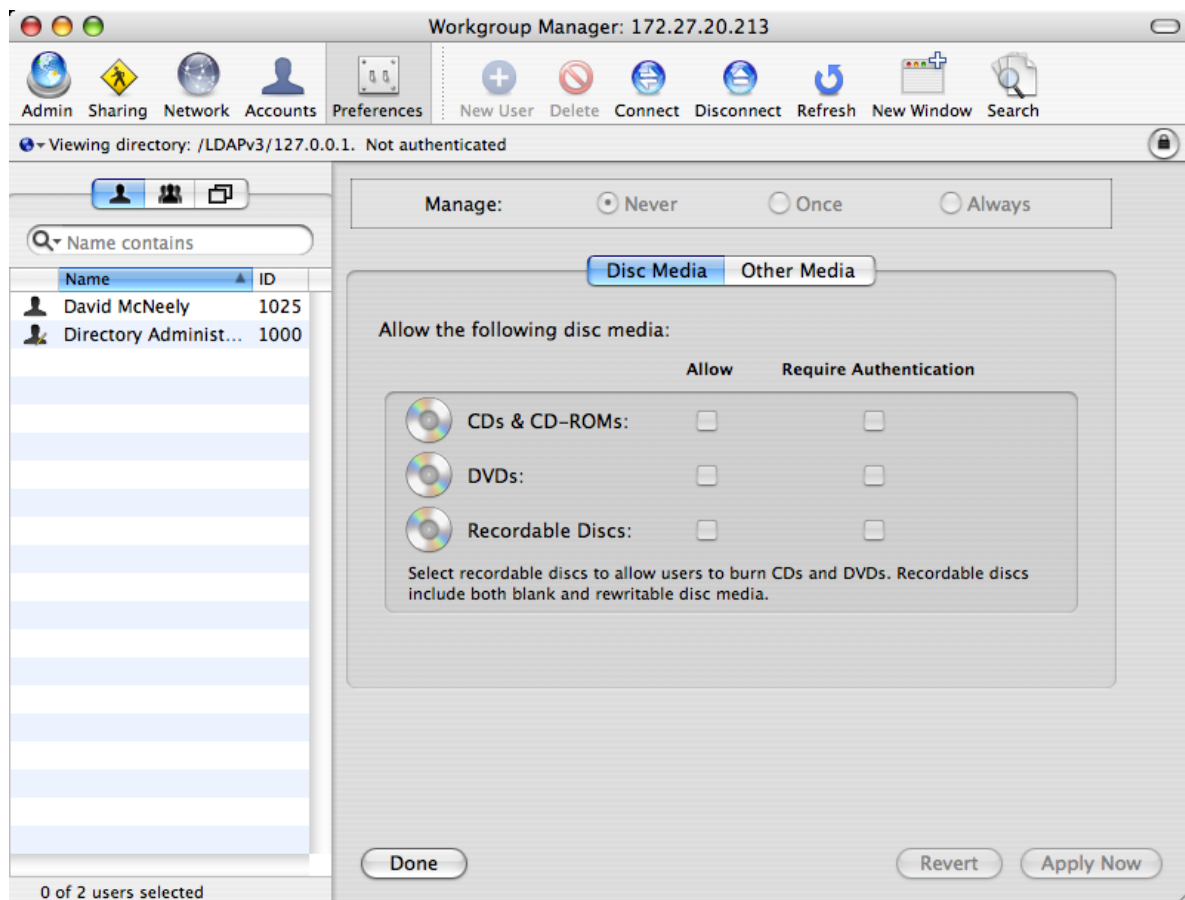 Workgroup Manager: 172.27.20.213
Admin Sharing Network Accounts Preferences New User Delete Connect Disconnect Refresh New Window Search
Viewing directory: /LDAPv3/127.0.0.1. Not authenticated
Manage: Never Once Always
Name contains
Disc Media Other Media
Name ID
David McNeely 1025
Directory Administ... 1000
Allow the following disc media:
Allow Require Authentication
CDs & CD-ROMs:
DVDs:
Recordable Discs:
Select recordable discs to allow users to burn CDs and DVDs. Recordable discs
include both blank and rewritable disc media.
Done Revert Apply Now
0 of 2 users selected